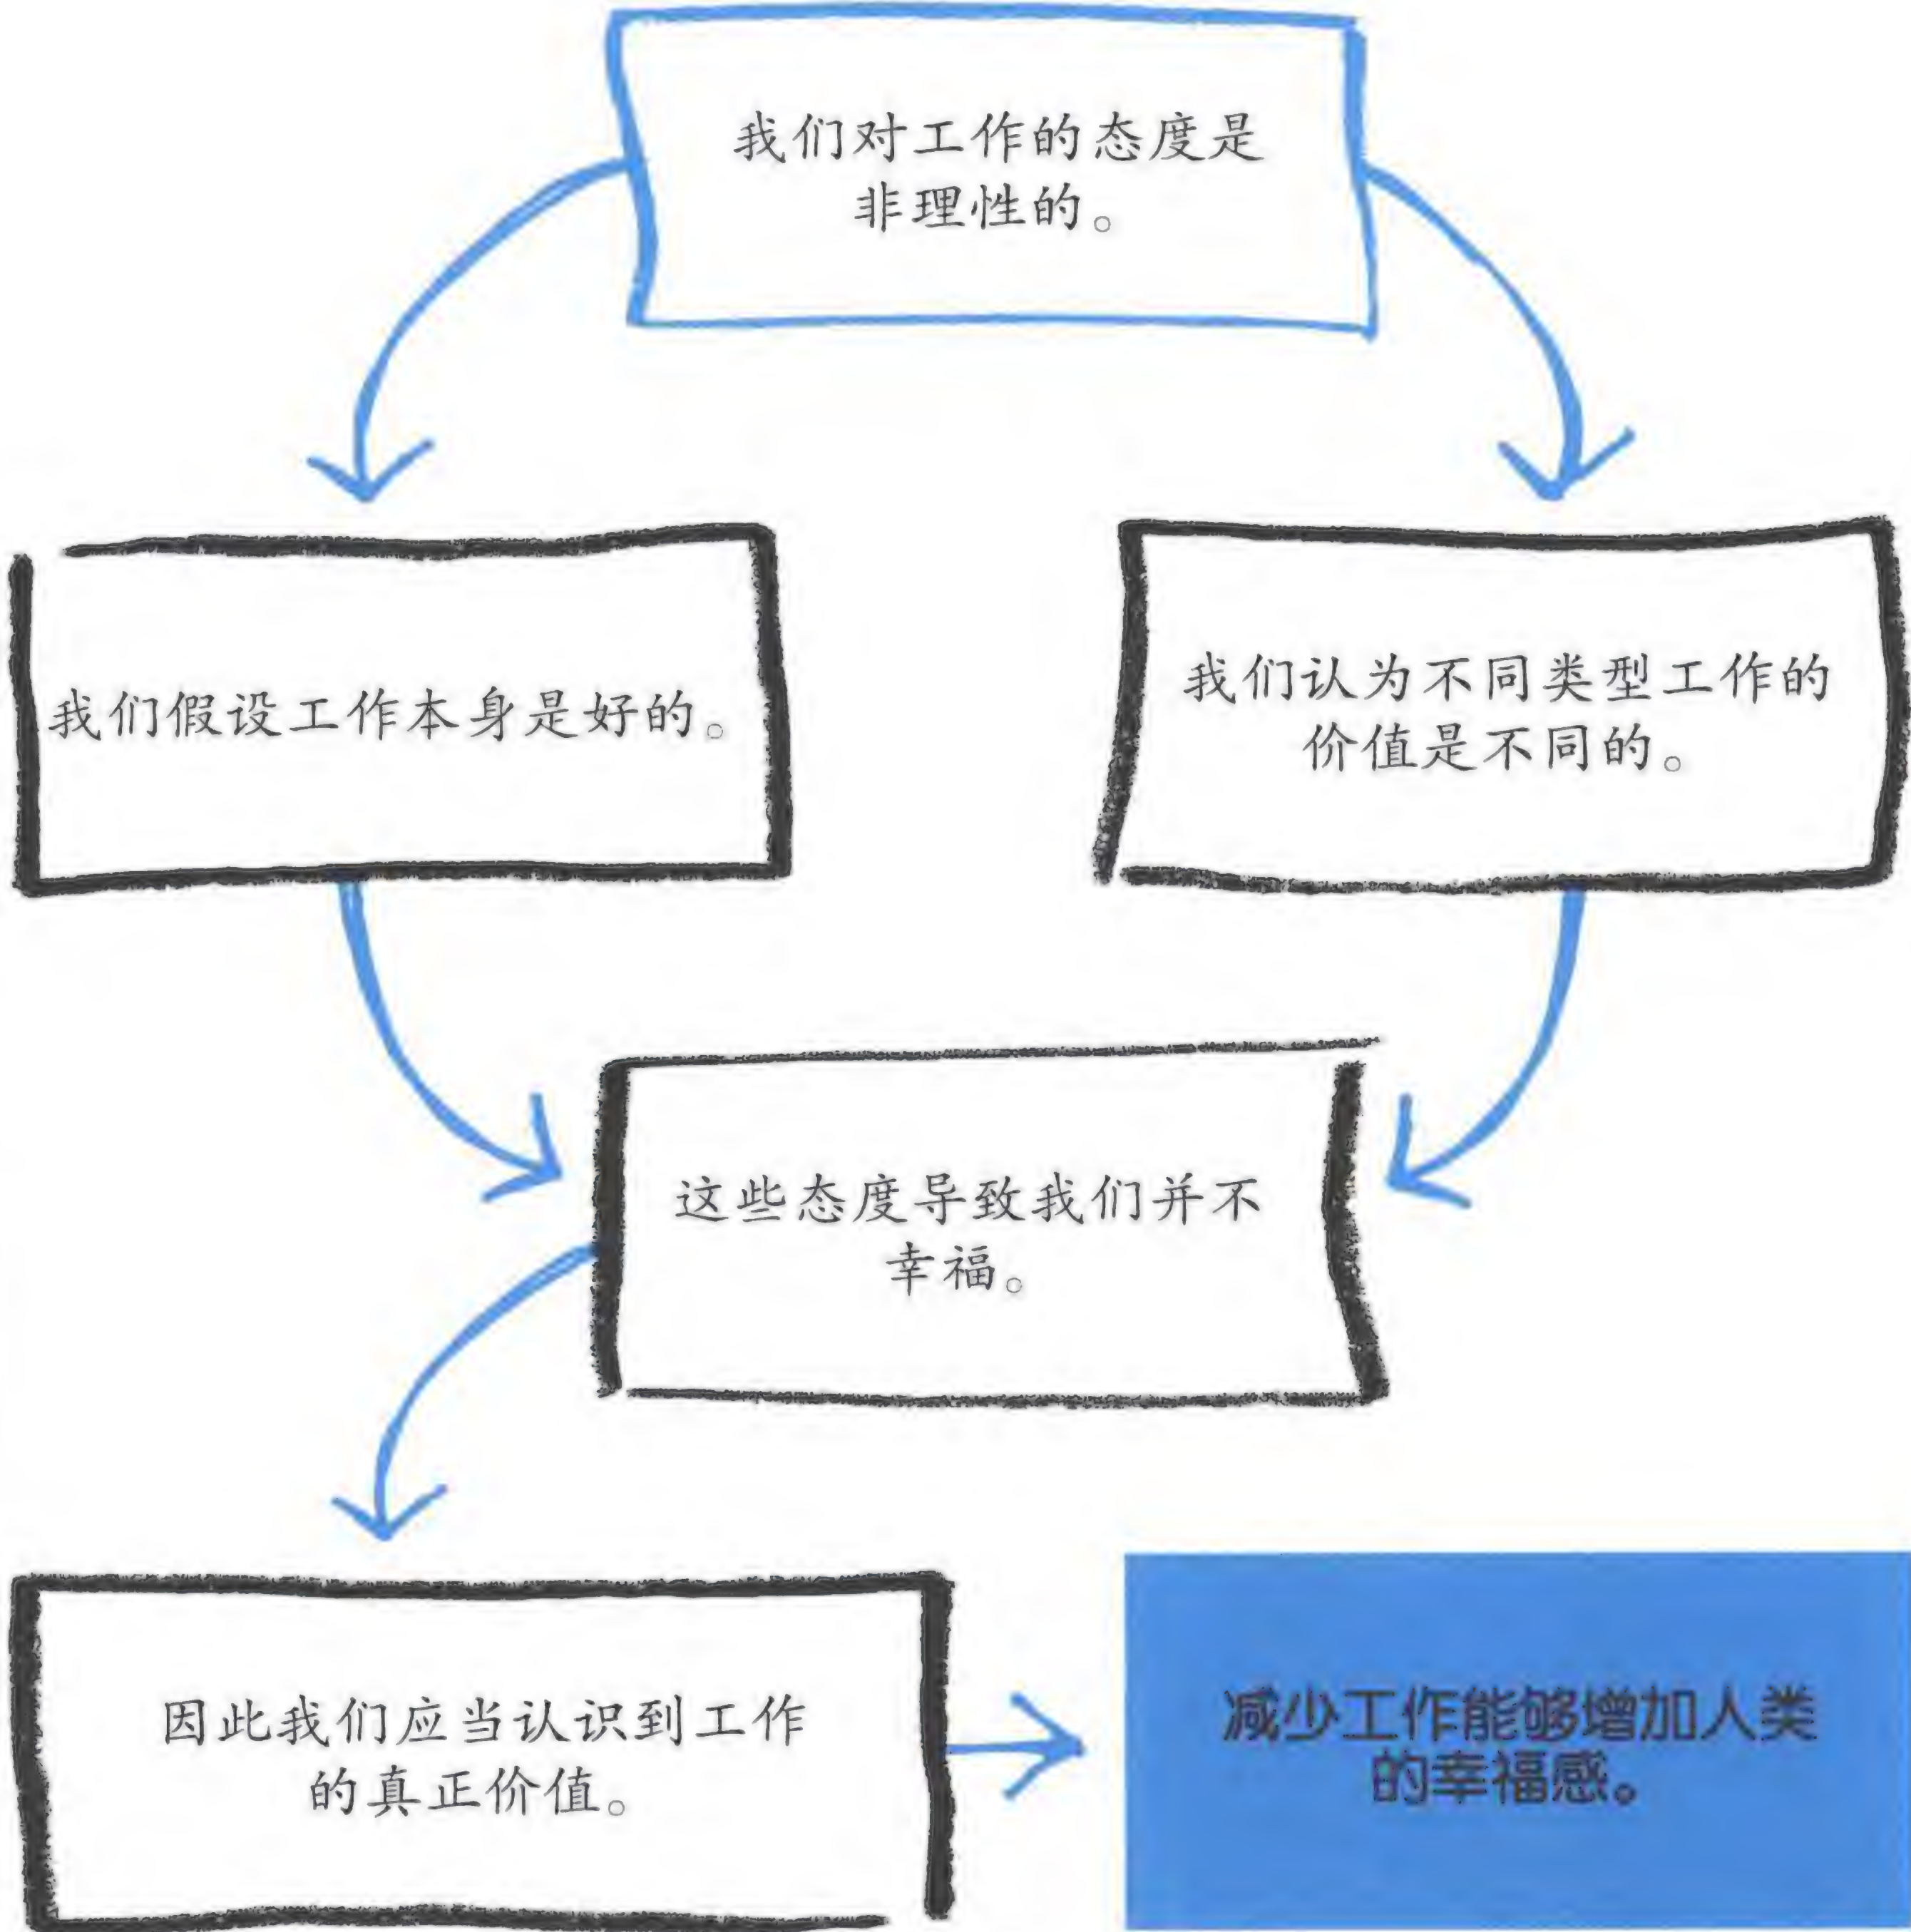 我们对工作的态度是
非理性的。
我们假设工作本身是好的。
我们认为不同类型工作的
价值是不同的。
这些态度导致我们并不
幸福。
因此我们应当认识到工作
的真正价值。
减少工作能够增加人类
的幸福感。